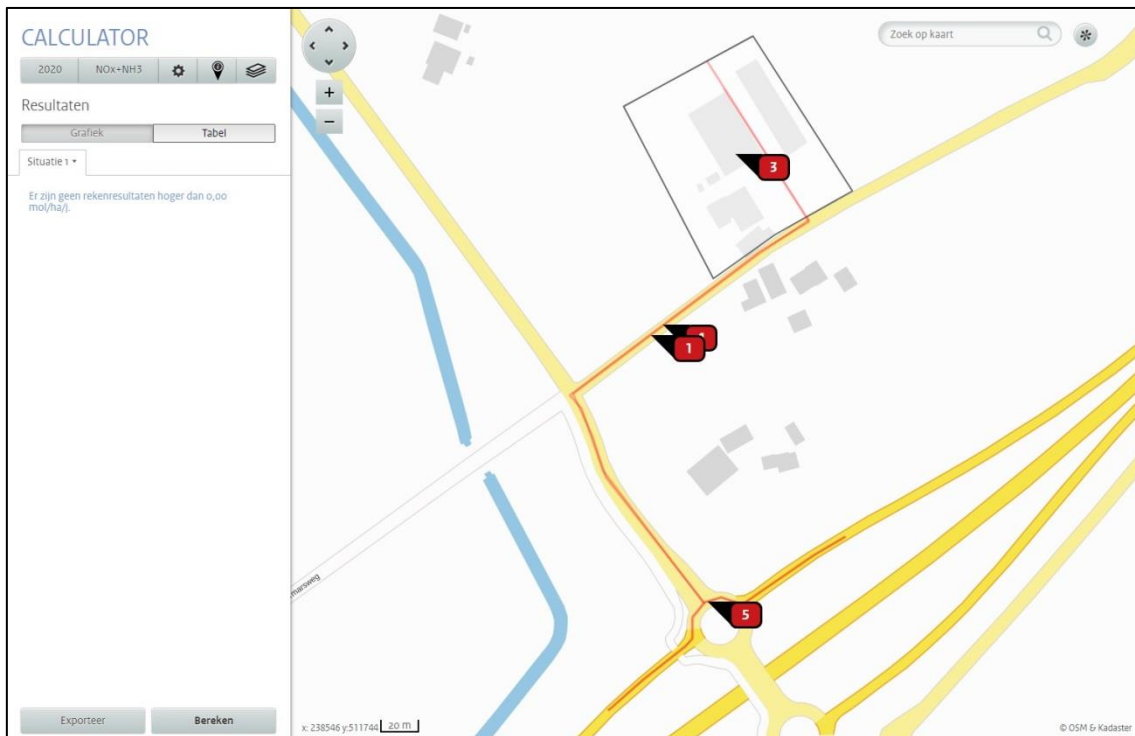 CALCULATOR
2020
NOx+NH3
Resultaten
Grafiek
Tabel
Situatie 1
Er zijn geen rekenresultaten hoger dan 0,00
mol/ha/j.
Exporteer
Bereken
Zoek op kaart
3
1
5
marsweg
x: 238546 y:511744
20 m
© OSM & Kadaster